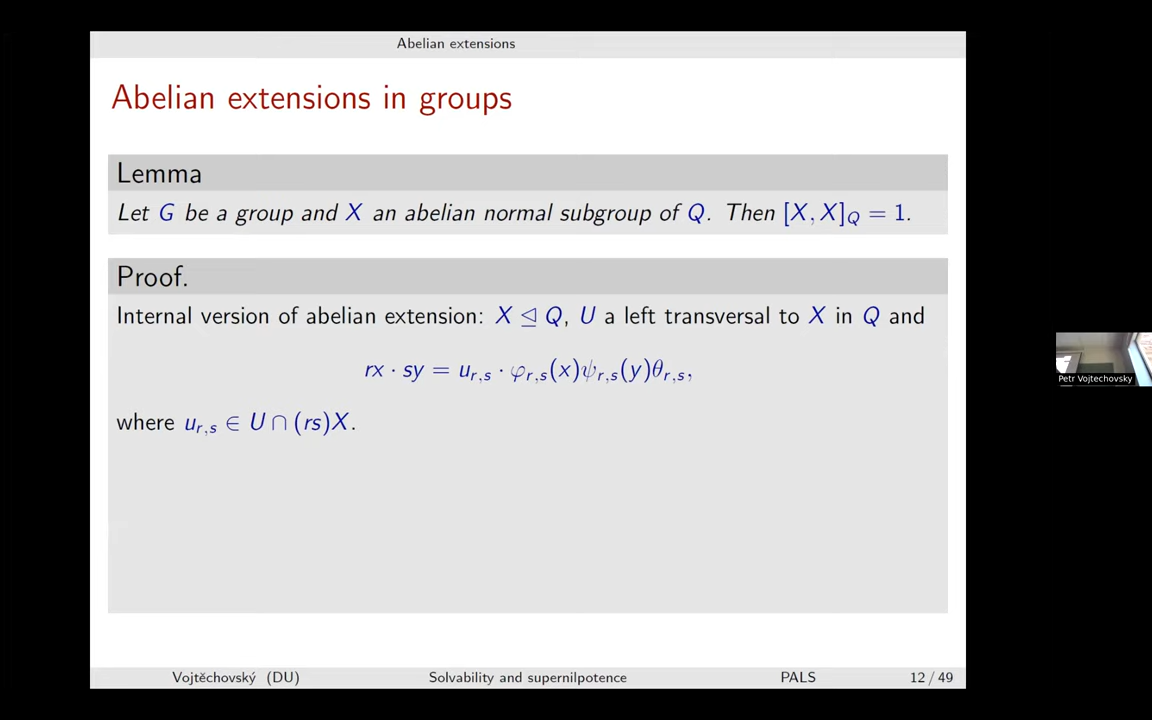 Abelian extensions
Abelian extensions in groups
Lemma
Let G be a group and X an abelian normal subgroup of Q. Then [X, X]_Q = 1.
Proof.
Internal version of abelian extension: X ⊴ Q, U a left transversal to X in Q and
rx · sy = u_{r,s} · φ_{r,s}(x)ψ_{r,s}(y)θ_{r,s},
where u_{r,s} ∈ U ∩ (rs)X.
Petr Vojtechovsky
Vojtěchovský (DU) Solvability and supernilpotence PALS 12 / 49